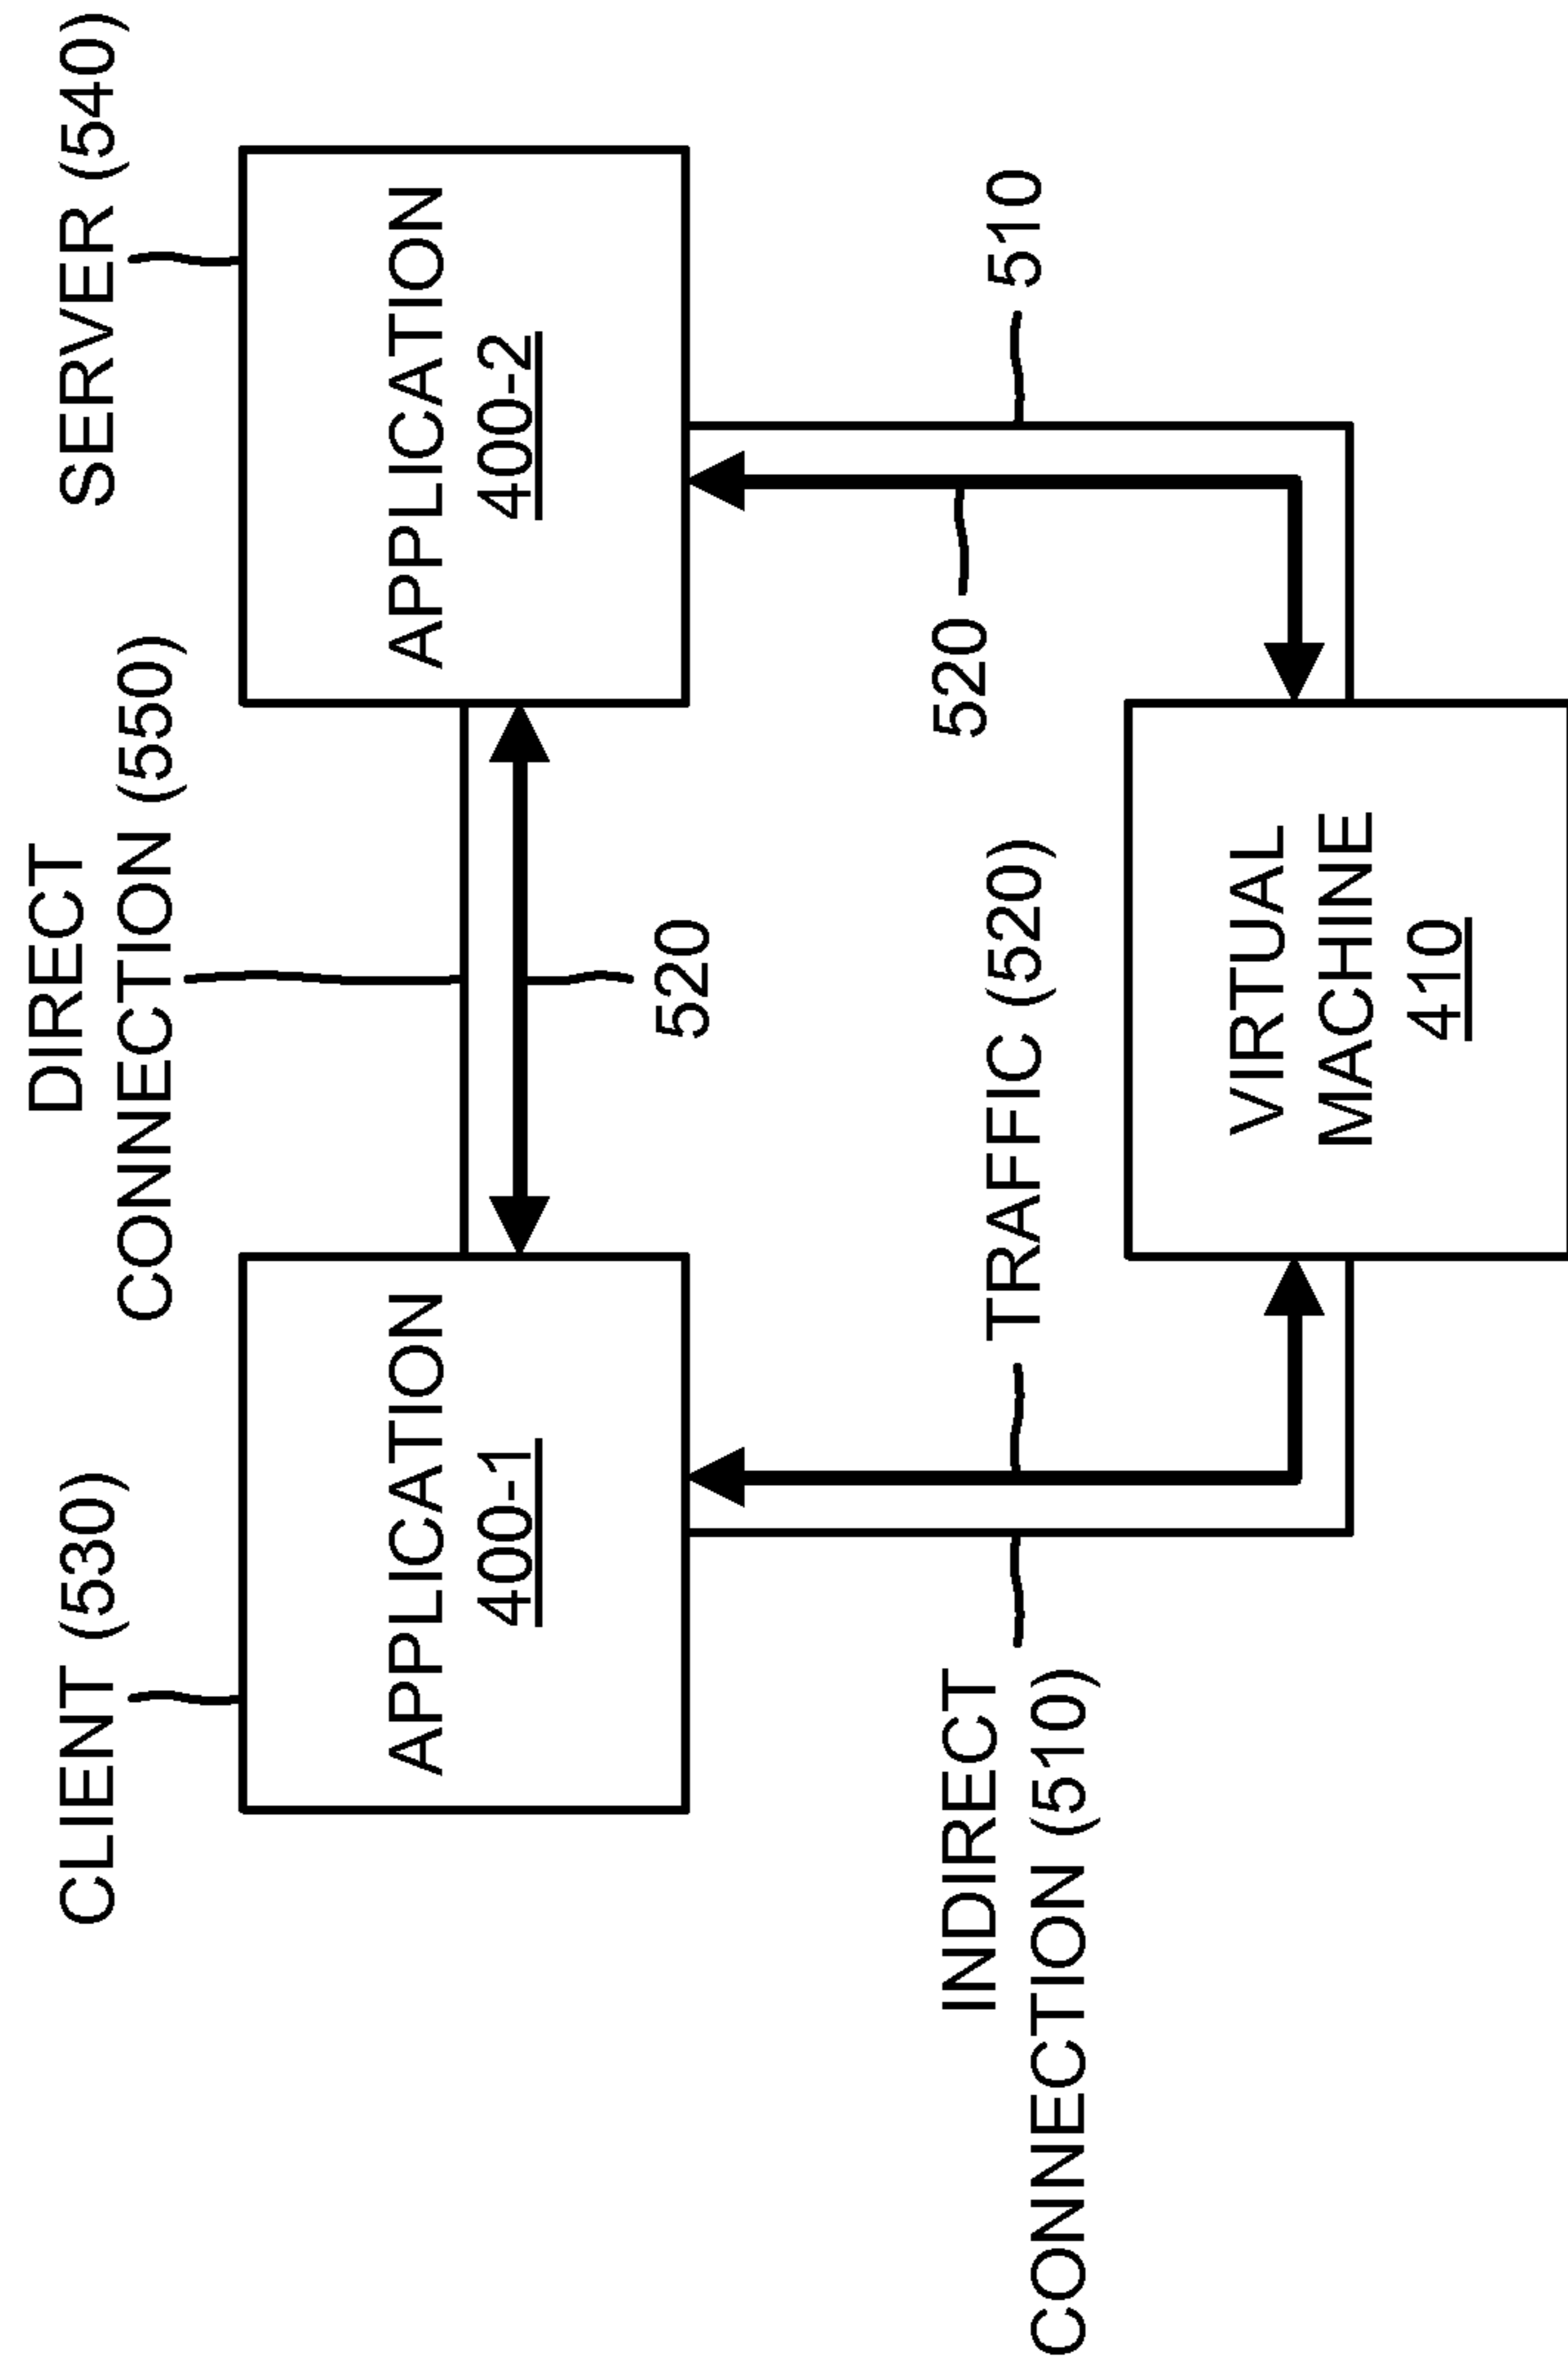 CLIENT (530)
DIRECT
CONNECTION (550)
SERVER (540)
APPLICATION
400-1
APPLICATION
400-2
520
INDIRECT
CONNECTION (510)
TRAFFIC (520)
520
510
VIRTUAL
MACHINE
410